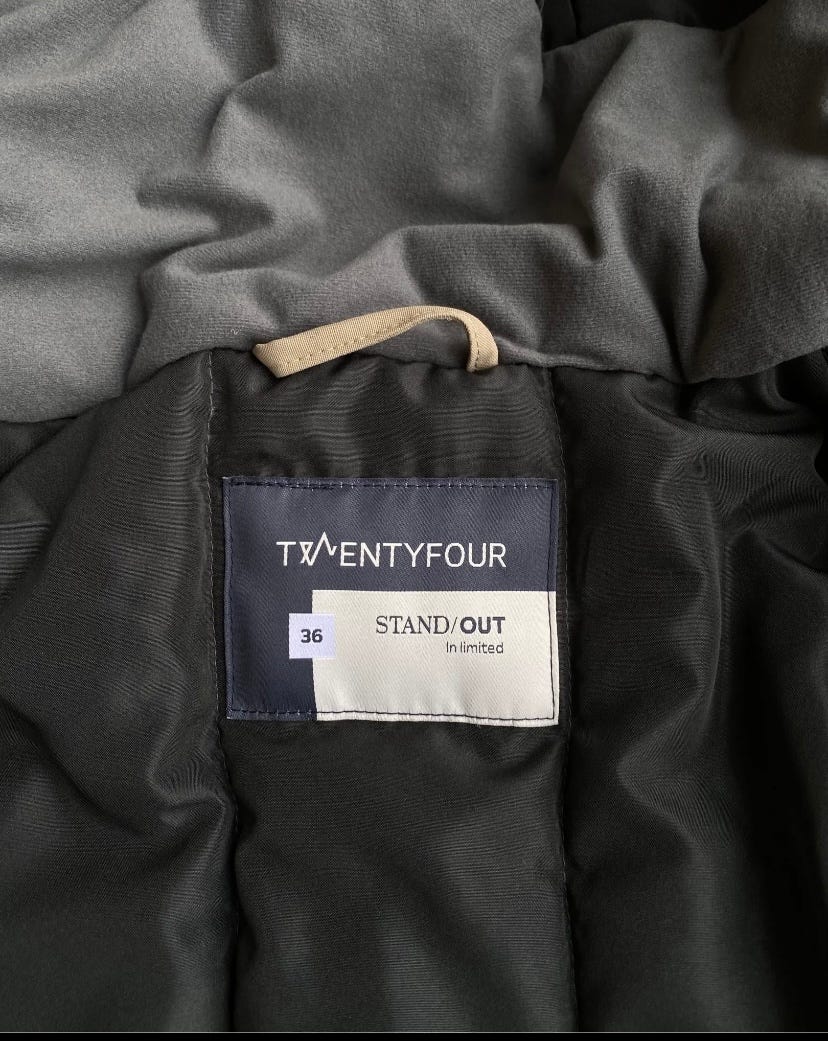 TWENTYFOUR
36
STAND/OUT
In limited